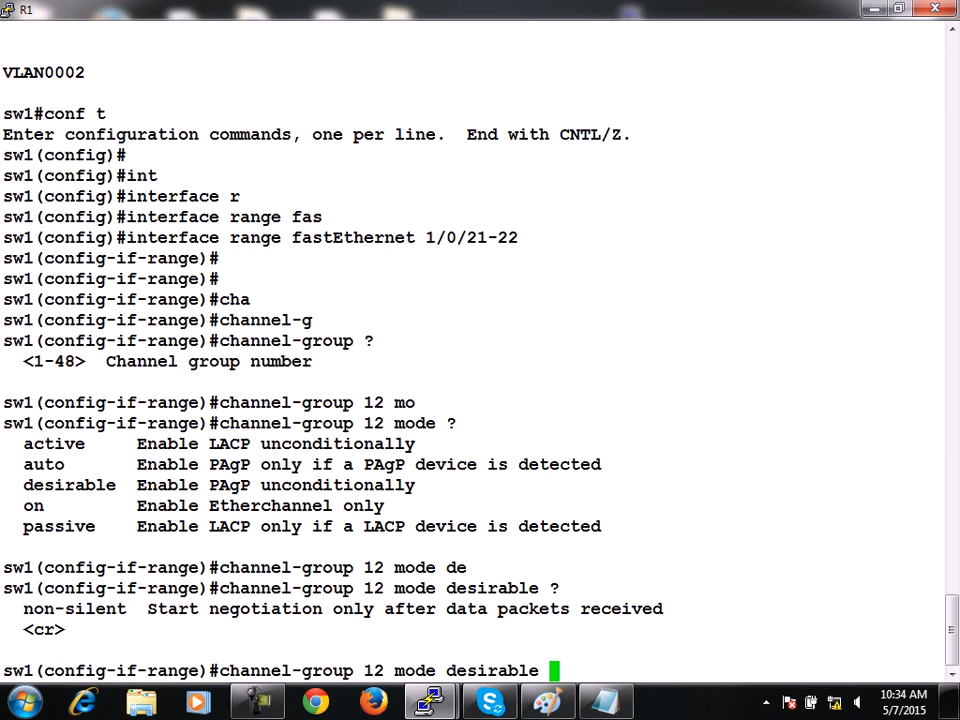 R1
VLAN0002
sw1#conf t
Enter configuration commands, one per line.  End with CNTL/Z.
sw1(config)#
sw1(config)#int
sw1(config)#interface r
sw1(config)#interface range fas
sw1(config)#interface range fastEthernet 1/0/21-22
sw1(config-if-range)#
sw1(config-if-range)#
sw1(config-if-range)#cha
sw1(config-if-range)#channel-g
sw1(config-if-range)#channel-group ?
  <1-48>  Channel group number
sw1(config-if-range)#channel-group 12 mo
sw1(config-if-range)#channel-group 12 mode ?
  active     Enable LACP unconditionally
  auto       Enable PAgP only if a PAgP device is detected
  desirable  Enable PAgP unconditionally
  on         Enable Etherchannel only
  passive    Enable LACP only if a LACP device is detected
sw1(config-if-range)#channel-group 12 mode de
sw1(config-if-range)#channel-group 12 mode desirable ?
  non-silent  Start negotiation only after data packets received
  <cr>
sw1(config-if-range)#channel-group 12 mode desirable
10:34 AM
5/7/2015